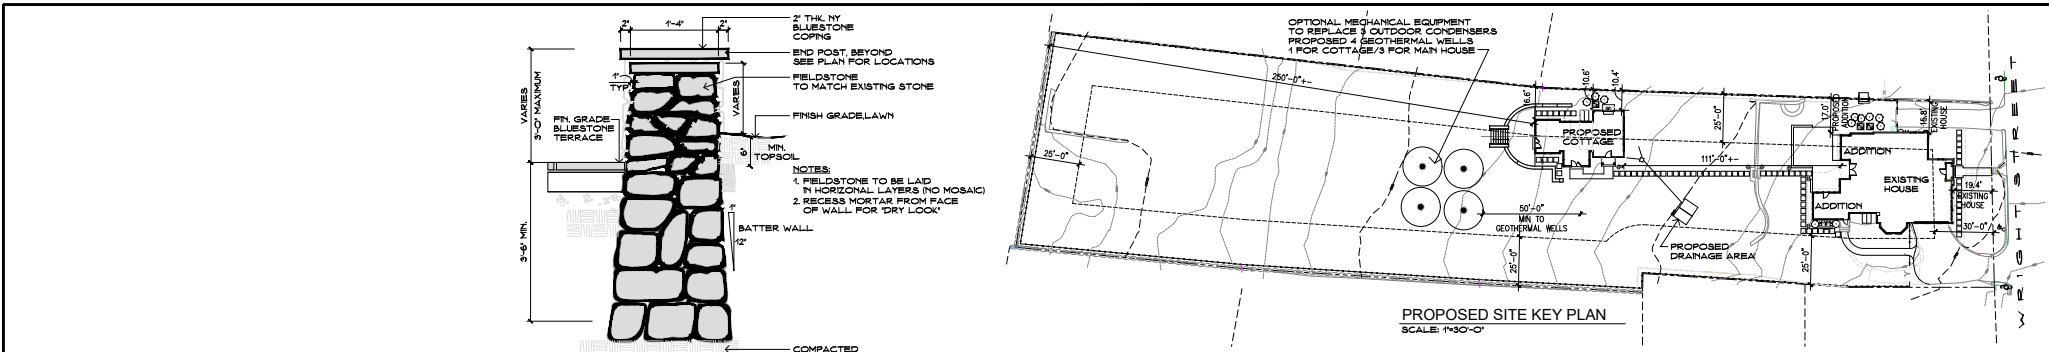 2"
1'-4"
2"
2" THK. NY
BLUESTONE
COPING
END POST, BEYOND
SEE PLAN FOR LOCATIONS
1"
TYP.
FIELDSTONE
TO MATCH EXISTING STONE
VARIES
3'-0" MAXIMUM
VARIES
FIN. GRADE
BLUESTONE
TERRACE
FINISH GRADE,LAWN
6"
MIN.
TOPSOIL
NOTES:
1. FIELDSTONE TO BE LAID
IN HORIZONAL LAYERS (NO MOSAIC)
2. RECESS MORTAR FROM FACE
OF WALL FOR "DRY LOOK"
1"
12"
BATTER WALL
3'-6" MIN.
COMPACTED
OPTIONAL MECHANICAL EQUIPMENT
TO REPLACE 5 OUTDOOR CONDENSERS
PROPOSED 4 GEOTHERMAL WELLS
1 FOR COTTAGE/3 FOR MAIN HOUSE
250'-0"+-
16.6'
10.6'
10.4'
25'-0"
PROPOSED
COTTAGE
25'-0"
111'-0"+-
17.0'
PROPOSED
ADDITION
16.8'
EXISTING
HOUSE
ADDITION
EXISTING
HOUSE
ADDITION
19.4'
EXISTING
HOUSE
30'-0"
50'-0"
MIN TO
GEOTHERMAL WELLS
25'-0"
PROPOSED
DRAINAGE AREA
25'-0"
WRIGHT STREET
PROPOSED SITE KEY PLAN
SCALE: 1"=30'-0"